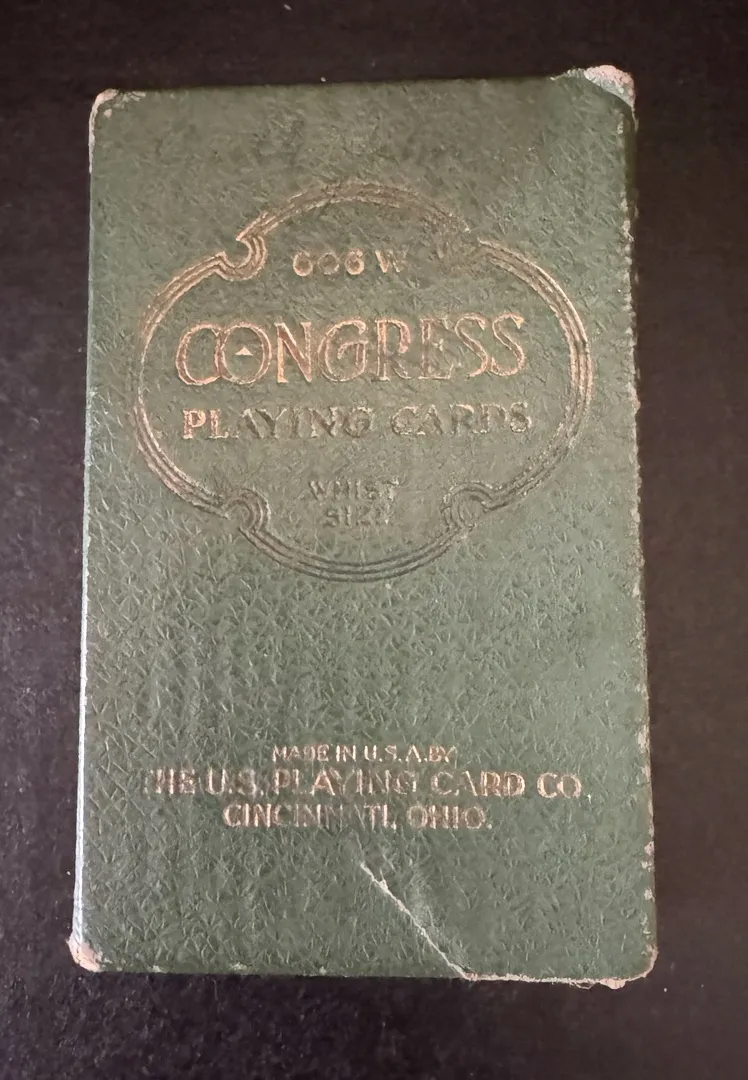 606 W
CONGRESS
PLAYING CARDS
WHIST
SIZE
MADE IN U.S.A. BY
THE U.S. PLAYING CARD CO.
CINCINNATI, OHIO.